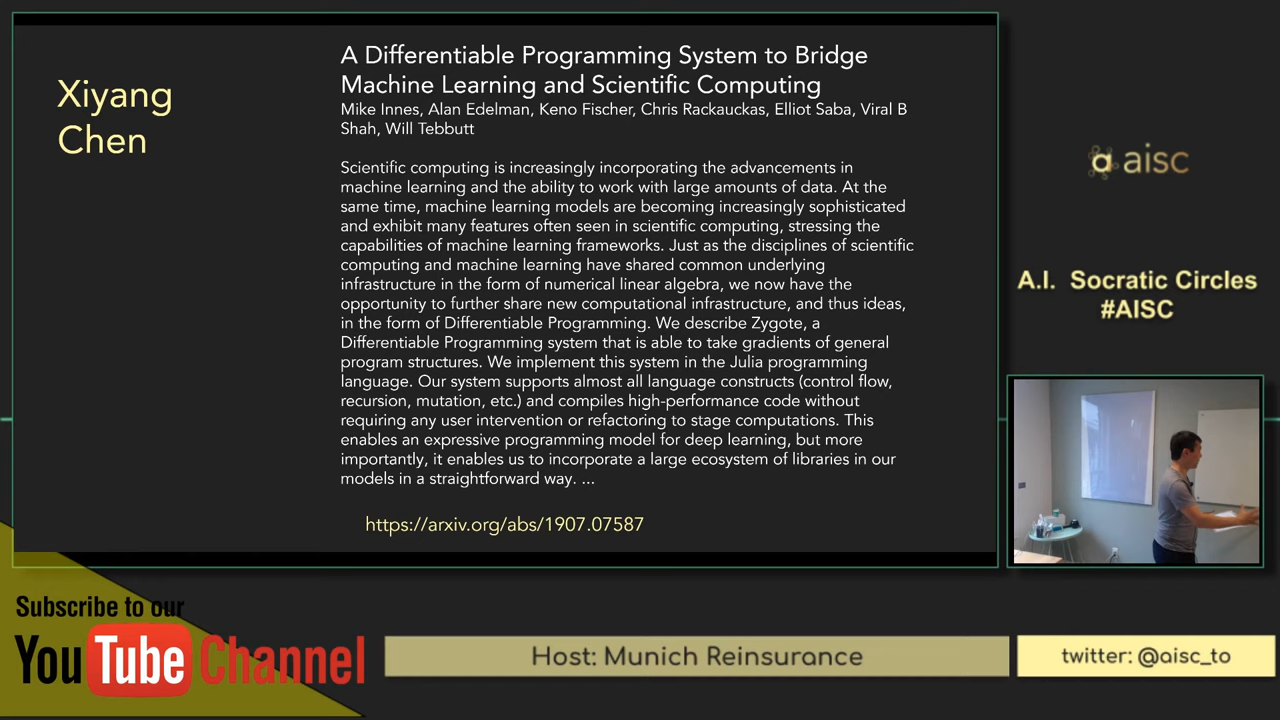 Xiyang
Chen
A Differentiable Programming System to Bridge
Machine Learning and Scientific Computing
Mike Innes, Alan Edelman, Keno Fischer, Chris Rackauckas, Elliot Saba, Viral B
Shah, Will Tebbutt
Scientific computing is increasingly incorporating the advancements in
machine learning and the ability to work with large amounts of data. At the
same time, machine learning models are becoming increasingly sophisticated
and exhibit many features often seen in scientific computing, stressing the
capabilities of machine learning frameworks. Just as the disciplines of scientific
computing and machine learning have shared common underlying
infrastructure in the form of numerical linear algebra, we now have the
opportunity to further share new computational infrastructure, and thus ideas,
in the form of Differentiable Programming. We describe Zygote, a
Differentiable Programming system that is able to take gradients of general
program structures. We implement this system in the Julia programming
language. Our system supports almost all language constructs (control flow,
recursion, mutation, etc.) and compiles high-performance code without
requiring any user intervention or refactoring to stage computations. This
enables an expressive programming model for deep learning, but more
importantly, it enables us to incorporate a large ecosystem of libraries in our
models in a straightforward way. ...
https://arxiv.org/abs/1907.07587
a aisc
A.I. Socratic Circles
#AISC
Subscribe to our
YouTube Channel
Host: Munich Reinsurance
twitter: @aisc_to